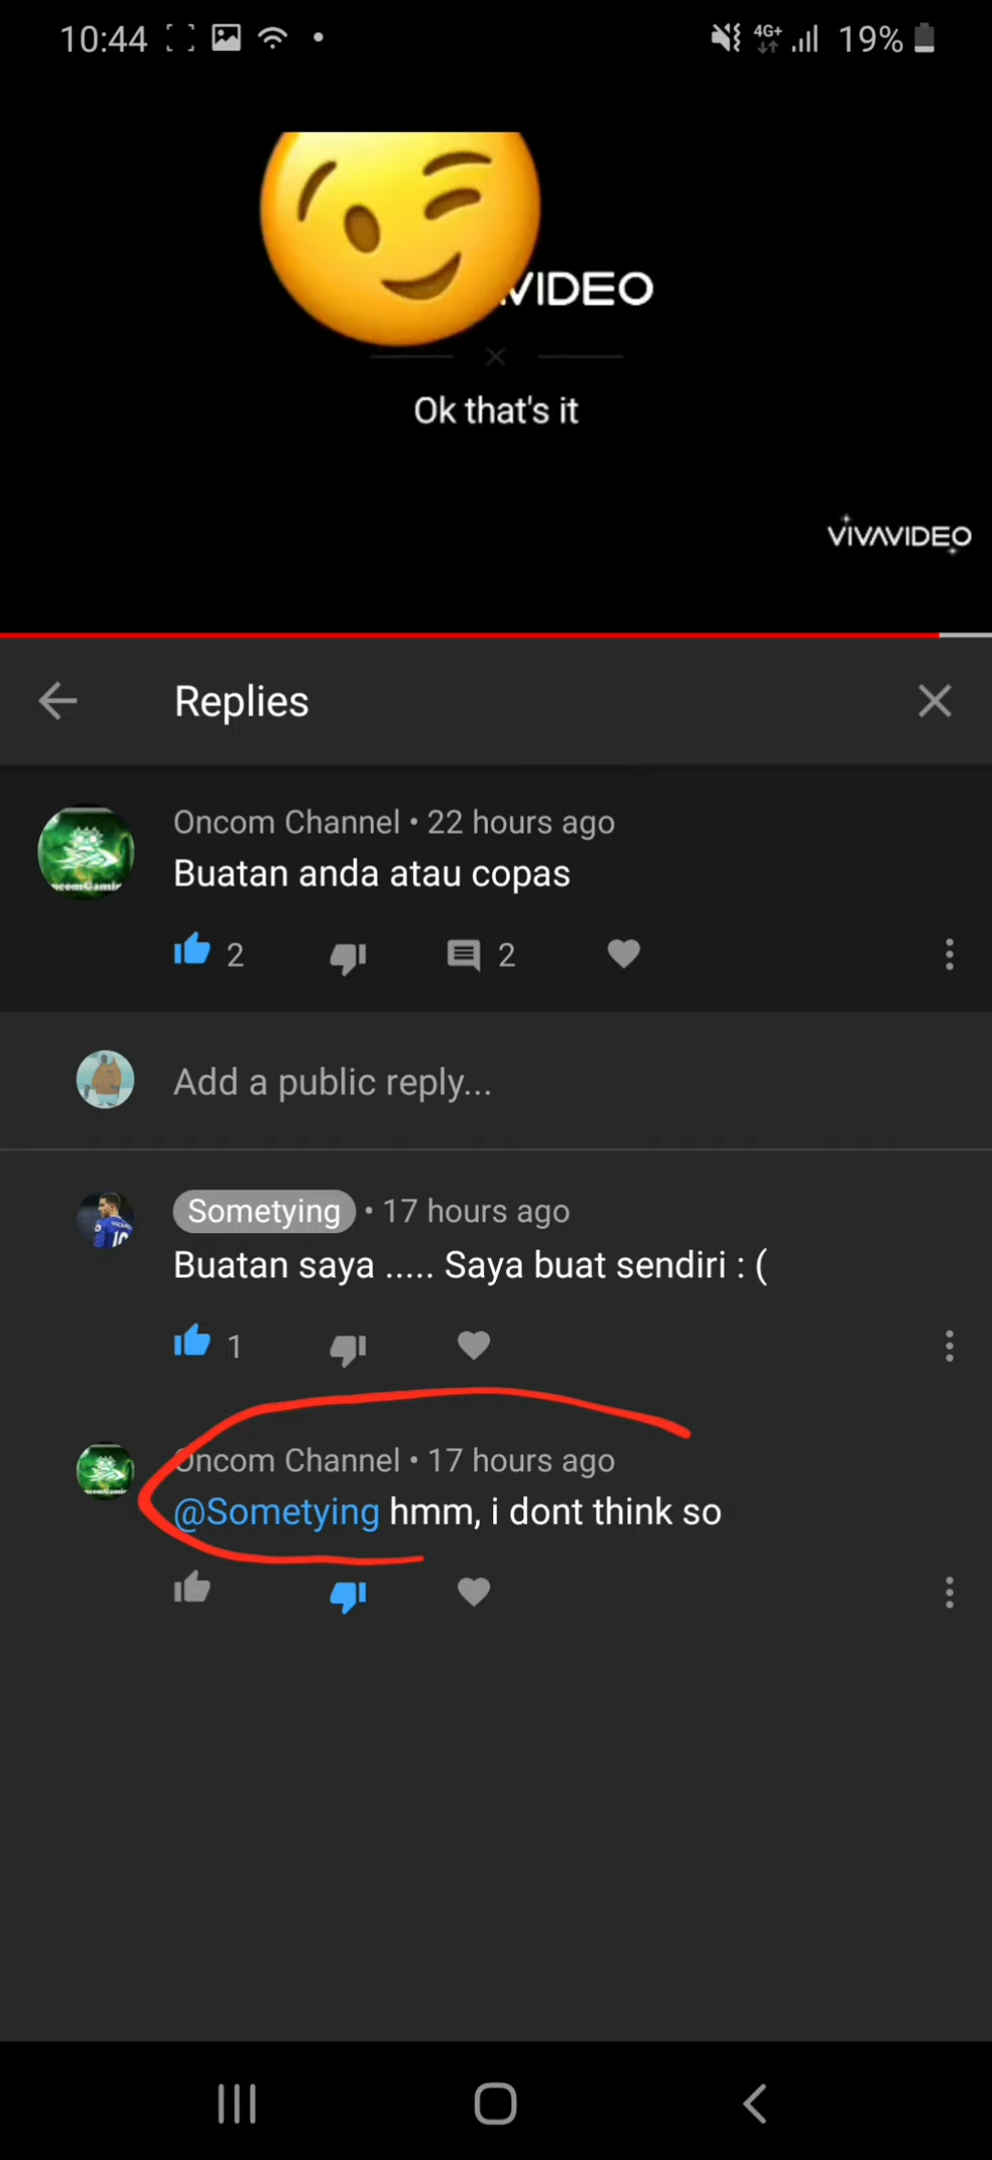 10:44
4G+
19%
VIDEO
Ok that's it
VIVAVIDEO
Replies
Oncom Channel • 22 hours ago
Buatan anda atau copas
2
2
Add a public reply...
Sometying • 17 hours ago
Buatan saya ..... Saya buat sendiri : (
1
Oncom Channel • 17 hours ago
@Sometying hmm, i dont think so